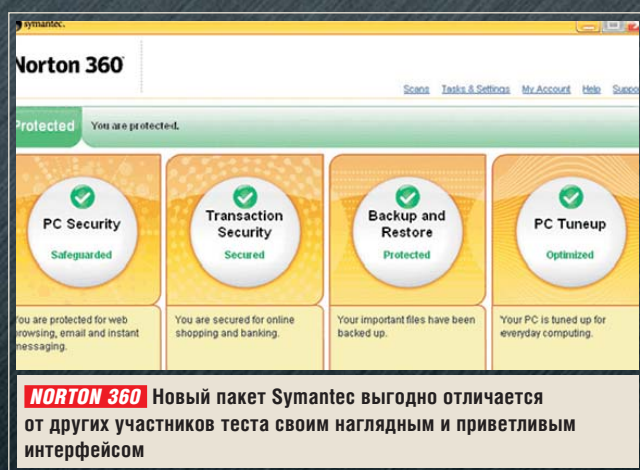 symantec.
Norton 360
Scans Tasks & Settings My Account Help Suppo
Protected You are protected.
PC Security
Safeguarded
Transaction
Security
Secured
Backup and
Restore
Protected
PC Tuneup
Optimized
You are protected for web
browsing, email and instant
messaging.
You are secured for online
shopping and banking.
Your important files have been
backed up.
Your PC is tuned up for
everyday computing.
NORTON 360 Новый пакет Symantec выгодно отличается
от других участников теста своим наглядным и приветливым
интерфейсом